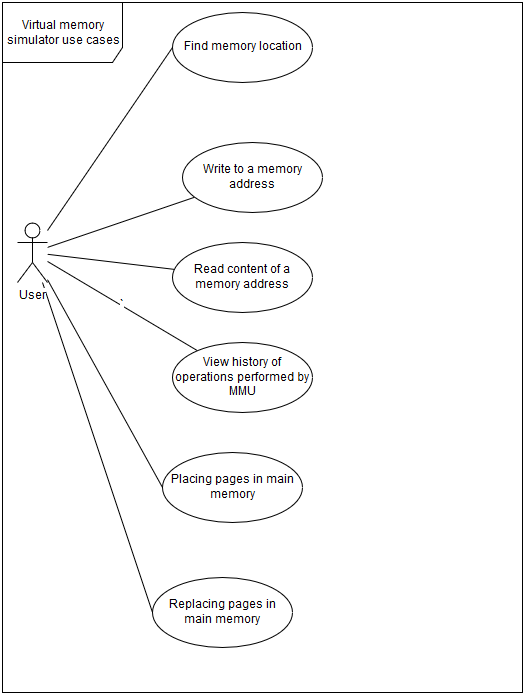 Virtual memory
simulator use cases
Find memory location
Write to a memory
address
Read content of a
memory address
User
View history of
operations performed by
MMU
Placing pages in main
memory
Replacing pages in
main memory